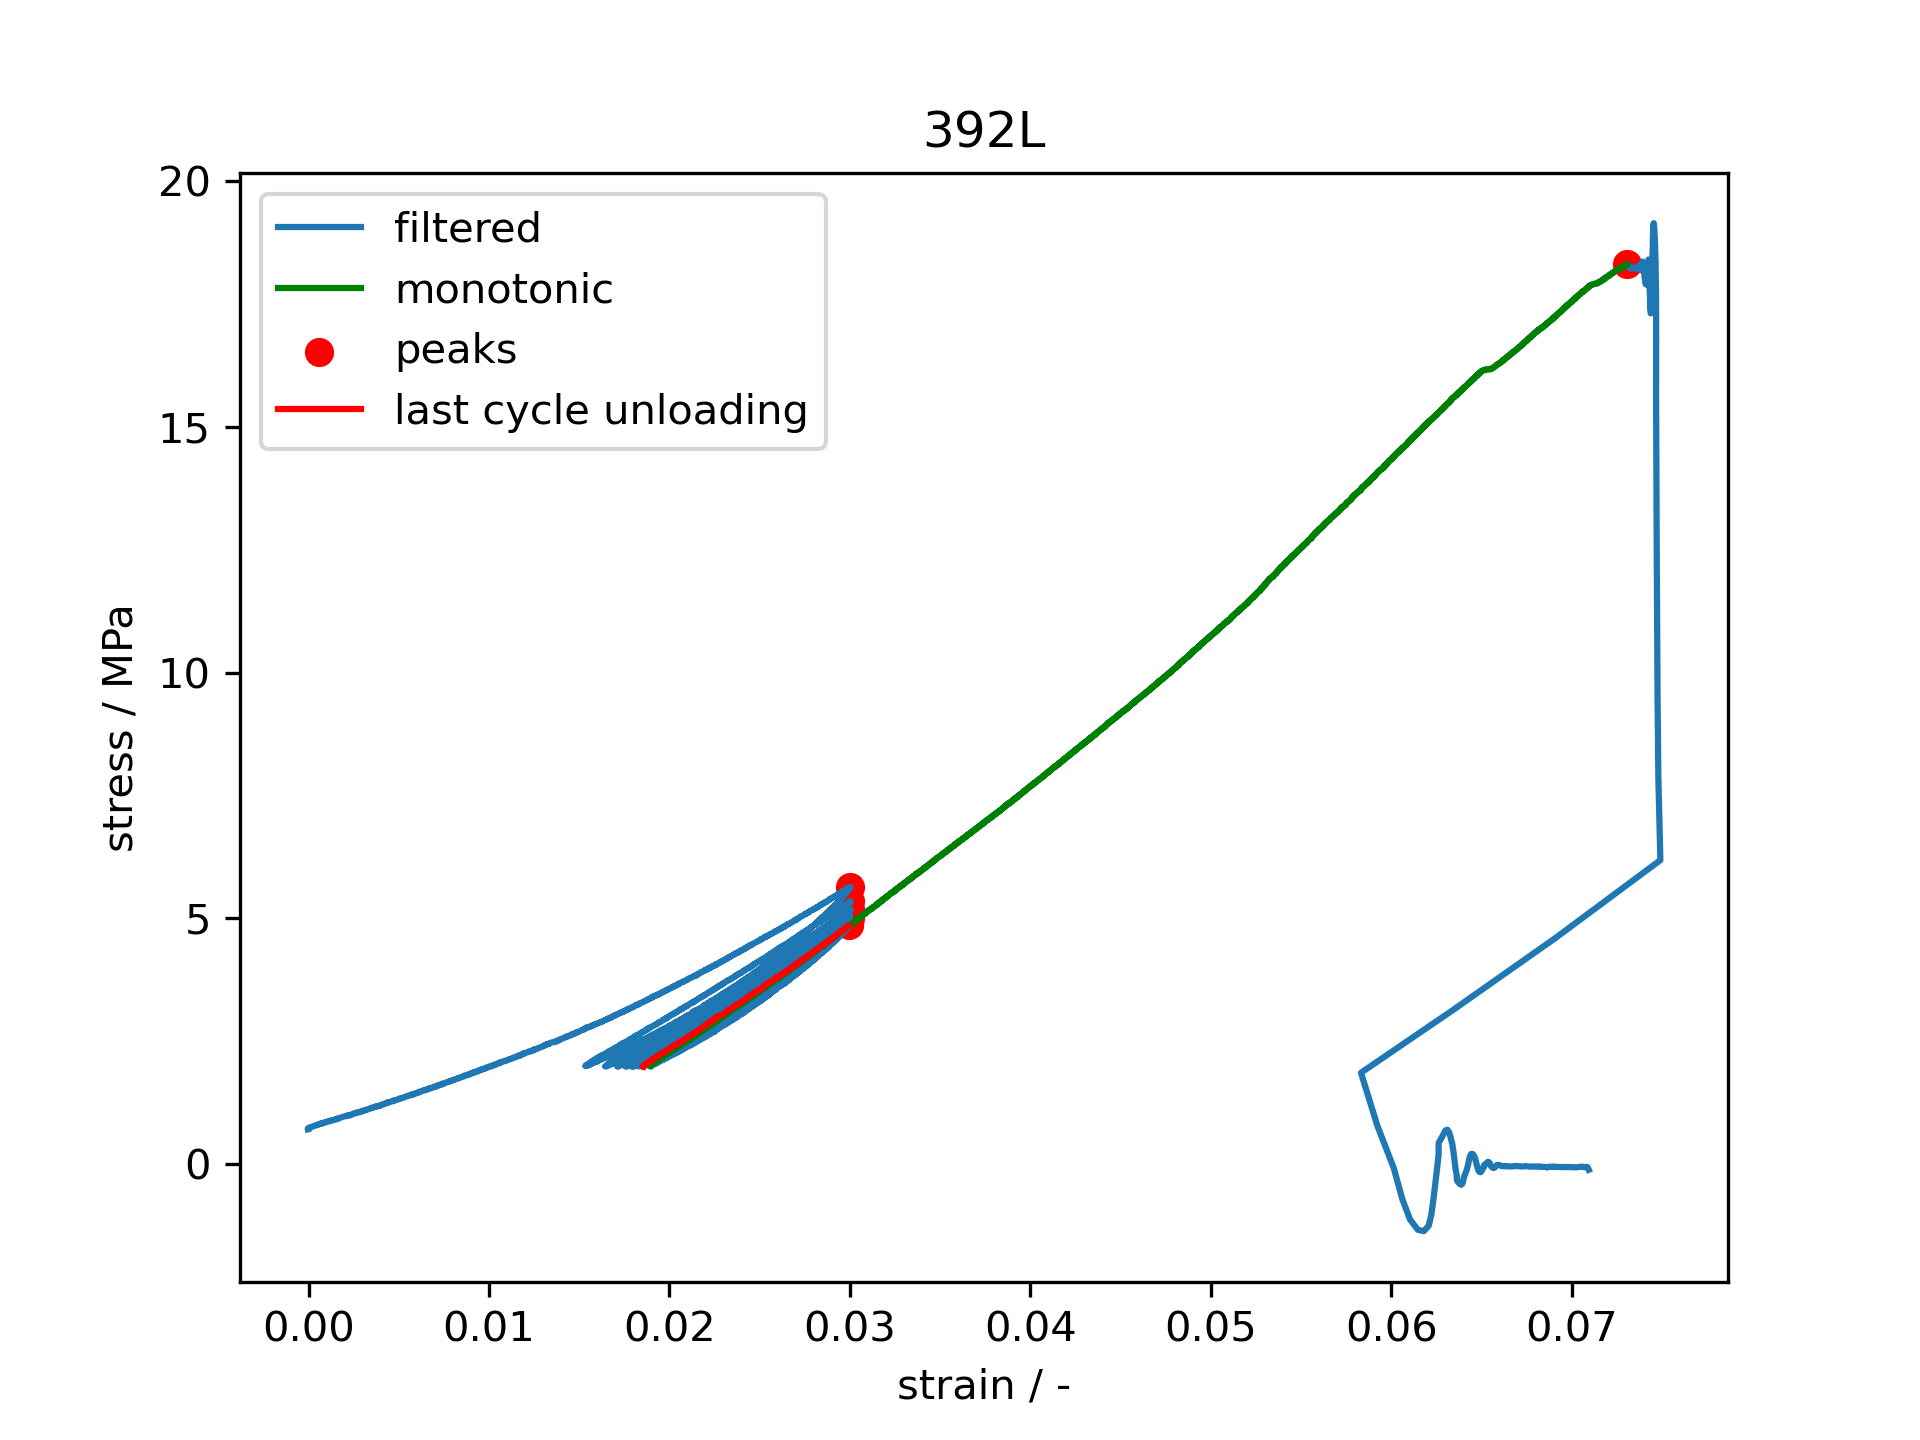 392L
20
15
10
5
0
stress / MPa
filtered
monotonic
peaks
last cycle unloading
0.00 0.01 0.02 0.03 0.04 0.05 0.06 0.07
strain / -